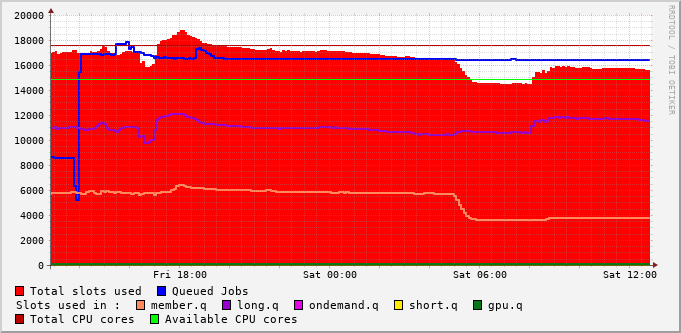 RRDTOOL / TOBI OETIKER
20000
18000
16000
14000
12000
10000
8000
6000
4000
2000
0
Fri 18:00 Sat 00:00 Sat 06:00 Sat 12:00
Total slots used Queued Jobs
Slots used in : member.q long.q ondemand.q short.q gpu.q
Total CPU cores Available CPU cores